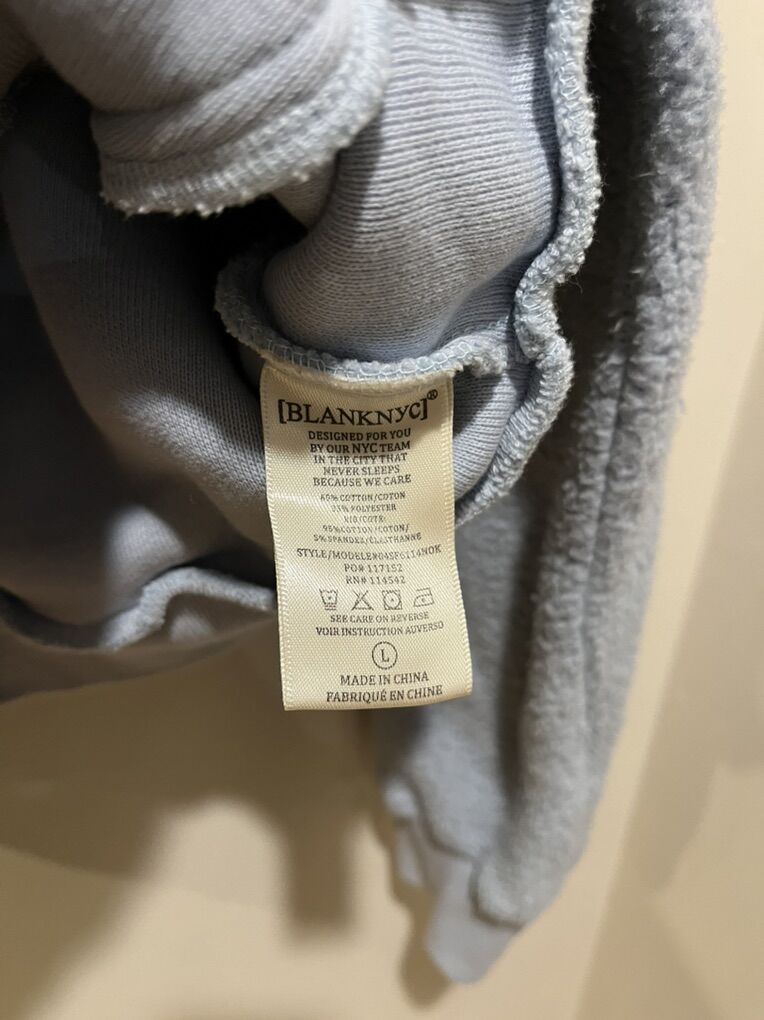 [BLANKNYC]®
DESIGNED FOR YOU
BY OUR NYC TEAM
IN THE CITY THAT
NEVER SLEEPS
BECAUSE WE CARE
65% COTTON/COTON
35% POLYESTER
RIB/COTE:
95%COTTON/COTON/
5% SPANDEX/ÉLASTHANNE
STYLE/MODELE#04SF6114NOK
PO# 117152
RN# 114542
SEE CARE ON REVERSE
VOIR INSTRUCTION AUVERSO
L
MADE IN CHINA
FABRIQUÉ EN CHINE